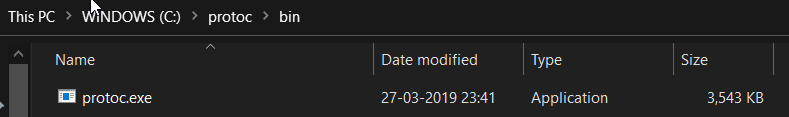 This PC > WINDOWS (C:) > protoc > bin
Name Date modified Type Size
protoc.exe 27-03-2019 23:41 Application 3,543 KB